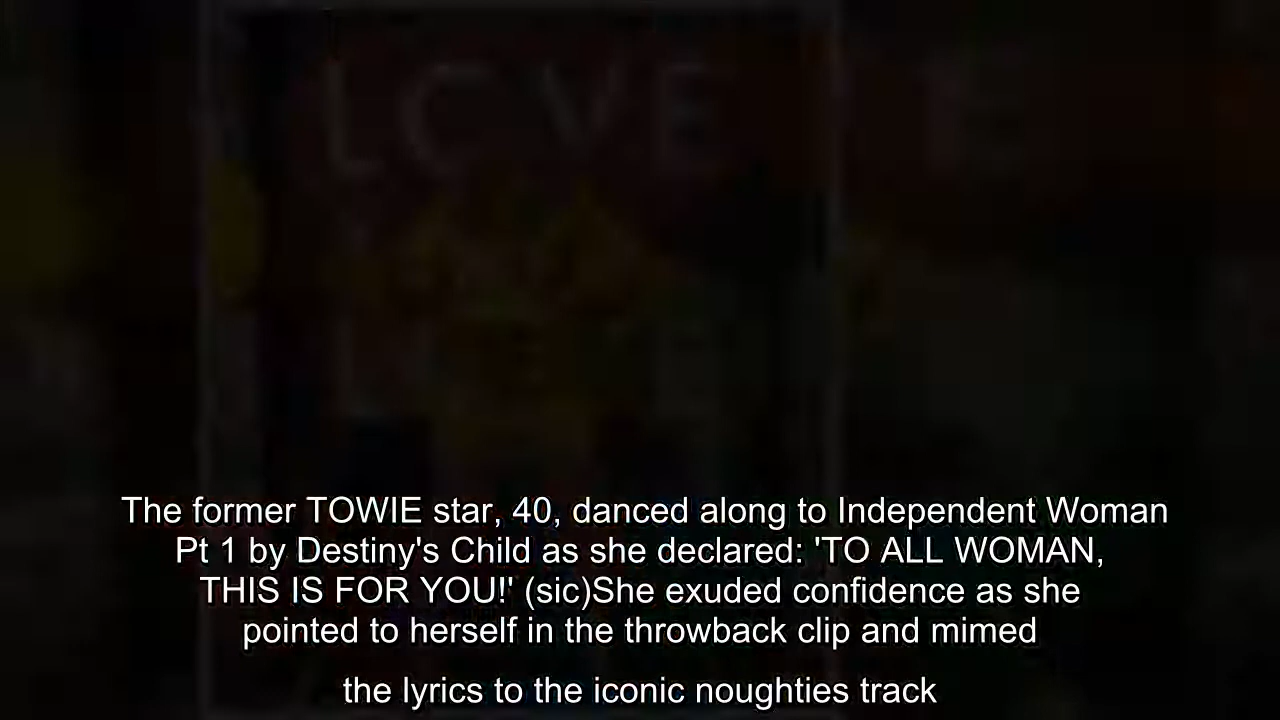 LOVE
The former TOWIE star, 40, danced along to Independent Woman
Pt 1 by Destiny's Child as she declared: 'TO ALL WOMAN,
THIS IS FOR YOU!' (sic)She exuded confidence as she
pointed to herself in the throwback clip and mimed
the lyrics to the iconic noughties track